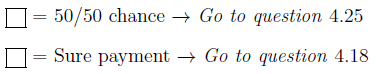 □ = 50/50 chance → Go to question 4.25
□ = Sure payment → Go to question 4.18